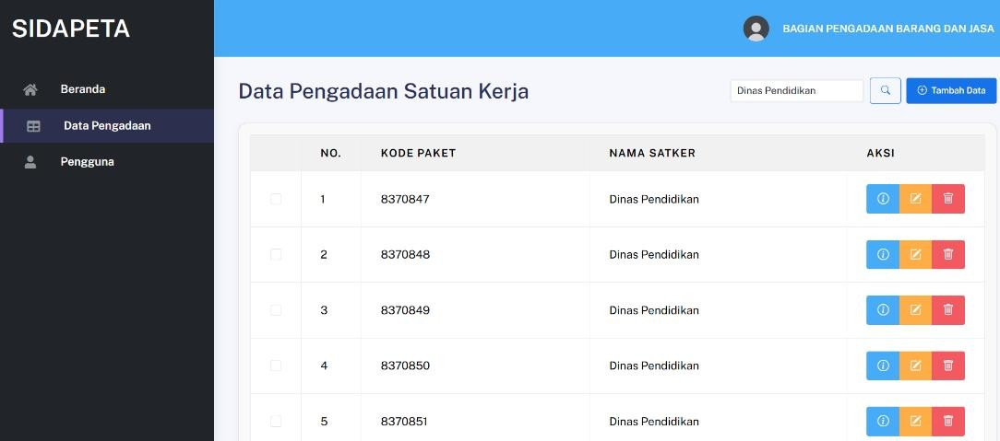 SIDAPETA
BAGIAN PENGADAAN BARANG DAN JASA
Beranda
Data Pengadaan
Pengguna
Data Pengadaan Satuan Kerja
Dinas Pendidikan
Tambah Data
NO. KODE PAKET NAMA SATKER AKSI
1 8370847 Dinas Pendidikan
2 8370848 Dinas Pendidikan
3 8370849 Dinas Pendidikan
4 8370850 Dinas Pendidikan
5 8370851 Dinas Pendidikan